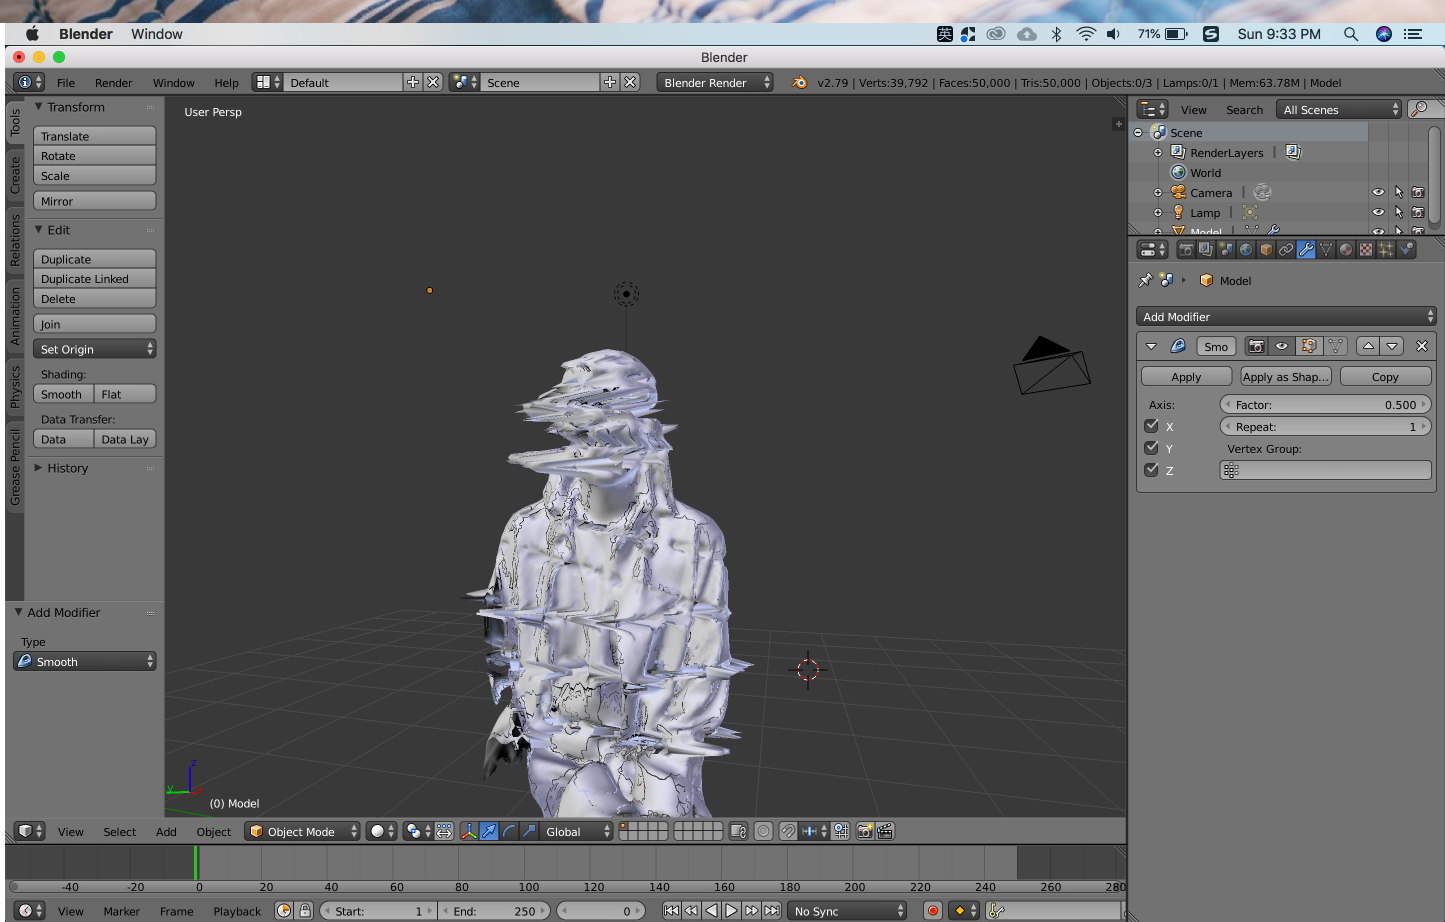 Blender Window 英 71% S Sun 9:33 PM
Blender
File Render Window Help Default Scene Blender Render v2.79 | Verts:39,792 | Faces:50,000 | Tris:50,000 | Objects:0/3 | Lamps:0/1 | Mem:63.78M | Model
Tools
Create
Relations
Animation
Physics
Grease Pencil
Transform
Translate
Rotate
Scale
Mirror
Edit
Duplicate
Duplicate Linked
Delete
Join
Set Origin
Shading:
Smooth Flat
Data Transfer:
Data Data Lay
History
Add Modifier
Type
Smooth
User Persp
z
y
x
(0) Model
View Search All Scenes
Scene
RenderLayers
World
Camera
Lamp
Model
Model
Add Modifier
Smo
Apply Apply as Shap... Copy
Axis: Factor: 0.500
X Repeat: 1
Y Vertex Group:
Z
View Select Add Object Object Mode Global
-40 -20 0 20 40 60 80 100 120 140 160 180 200 220 240 260 280
View Marker Frame Playback Start: 1 End: 250 0 No Sync